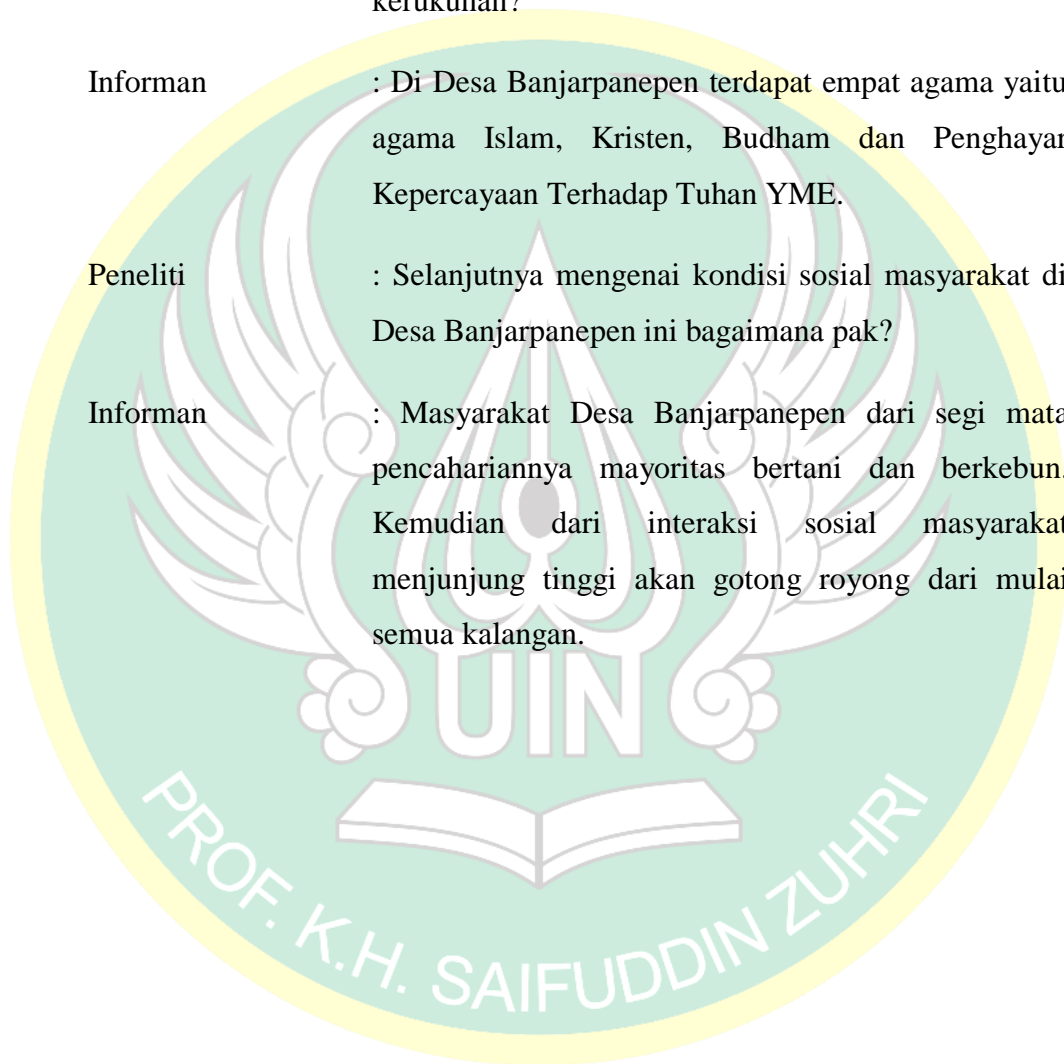 kerukunan?
Informan : Di Desa Banjarpanepen terdapat empat agama yaitu
agama Islam, Kristen, Budham dan Penghayar
Kepercayaan Terhadap Tuhan YME.
Peneliti : Selanjutnya mengenai kondisi sosial masyarakat di
Desa Banjarpanepen ini bagaimana pak?
Informan : Masyarakat Desa Banjarpanepen dari segi mata
pencahariannya mayoritas bertani dan berkebun.
Kemudian dari interaksi sosial masyarakat
menjunjung tinggi akan gotong royong dari mulai
semua kalangan.
UIN
PROF. K.H. SAIFUDDIN ZUHRI